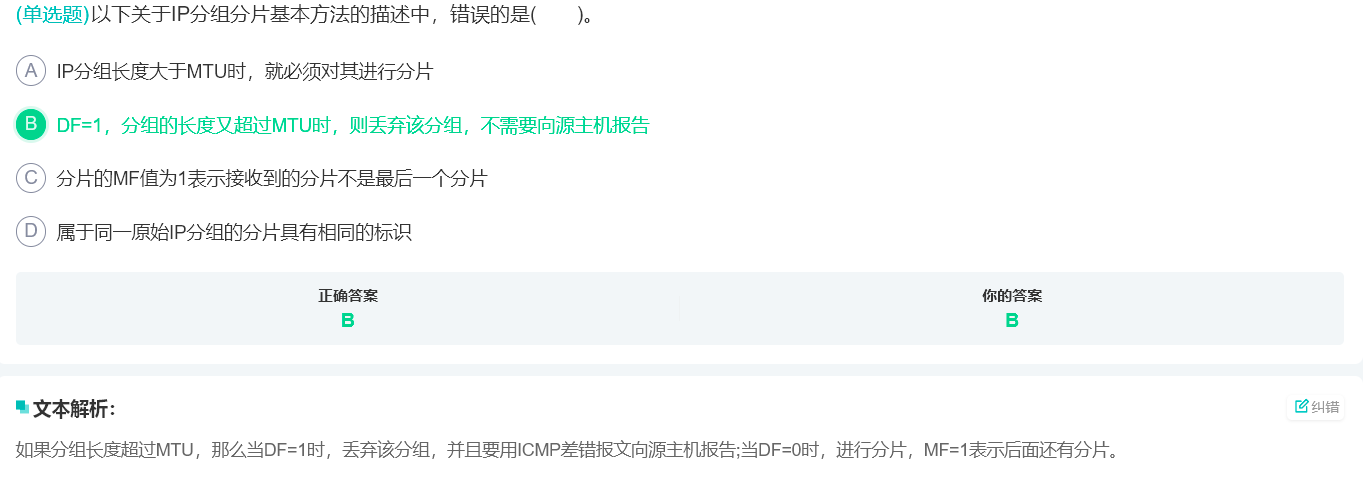 (单选题)以下关于IP分组分片基本方法的描述中，错误的是(　　)。
A IP分组长度大于MTU时，就必须对其进行分片
B DF=1，分组的长度又超过MTU时，则丢弃该分组，不需要向源主机报告
C 分片的MF值为1表示接收到的分片不是最后一个分片
D 属于同一原始IP分组的分片具有相同的标识
正确答案 你的答案
B B
文本解析： 纠错
如果分组长度超过MTU，那么当DF=1时，丢弃该分组，并且要用ICMP差错报文向源主机报告;当DF=0时，进行分片，MF=1表示后面还有分片。